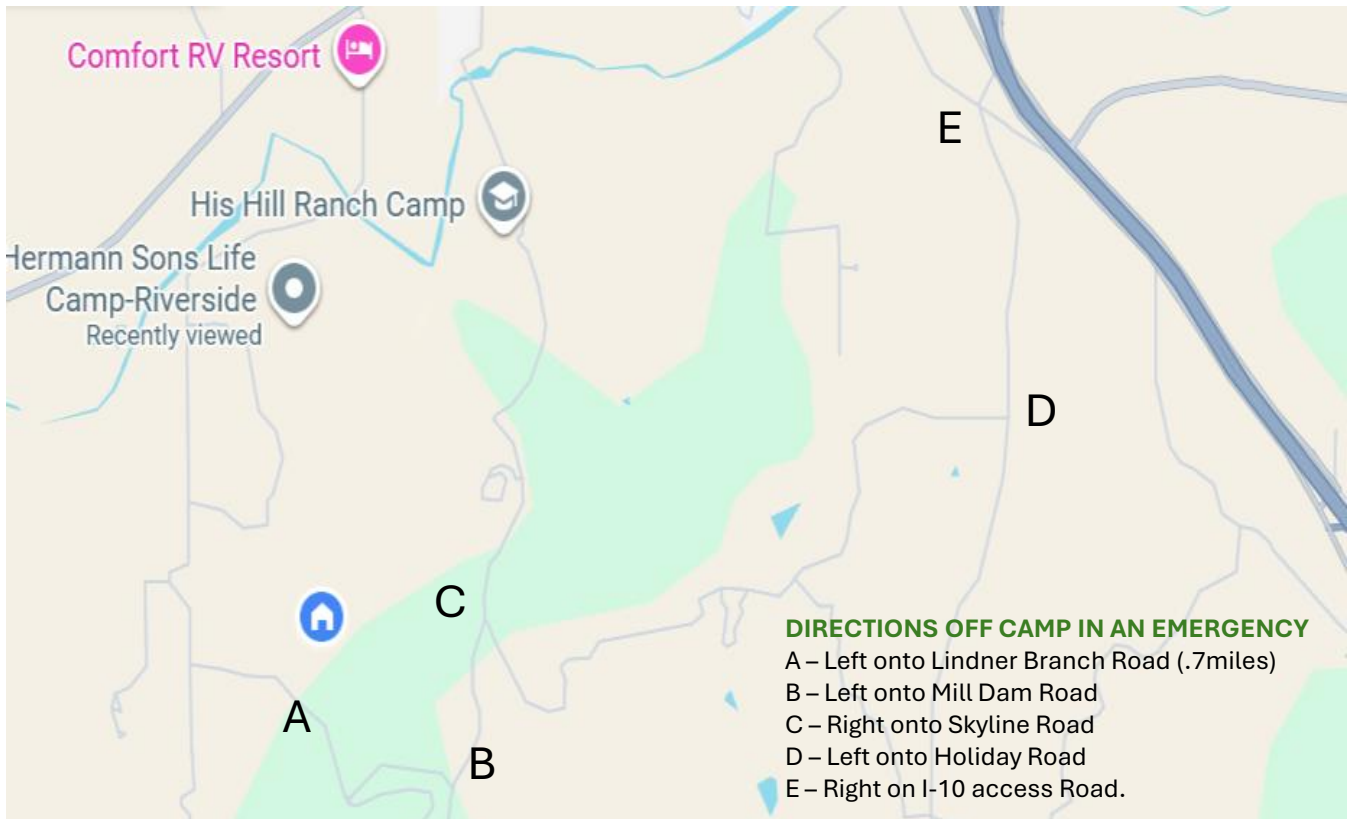 Comfort RV Resort
E
His Hill Ranch Camp
Hermann Sons Life
Camp-Riverside
Recently viewed
D
C
A
B
DIRECTIONS OFF CAMP IN AN EMERGENCY
A – Left onto Lindner Branch Road (.7miles)
B – Left onto Mill Dam Road
C – Right onto Skyline Road
D – Left onto Holiday Road
E – Right on I-10 access Road.